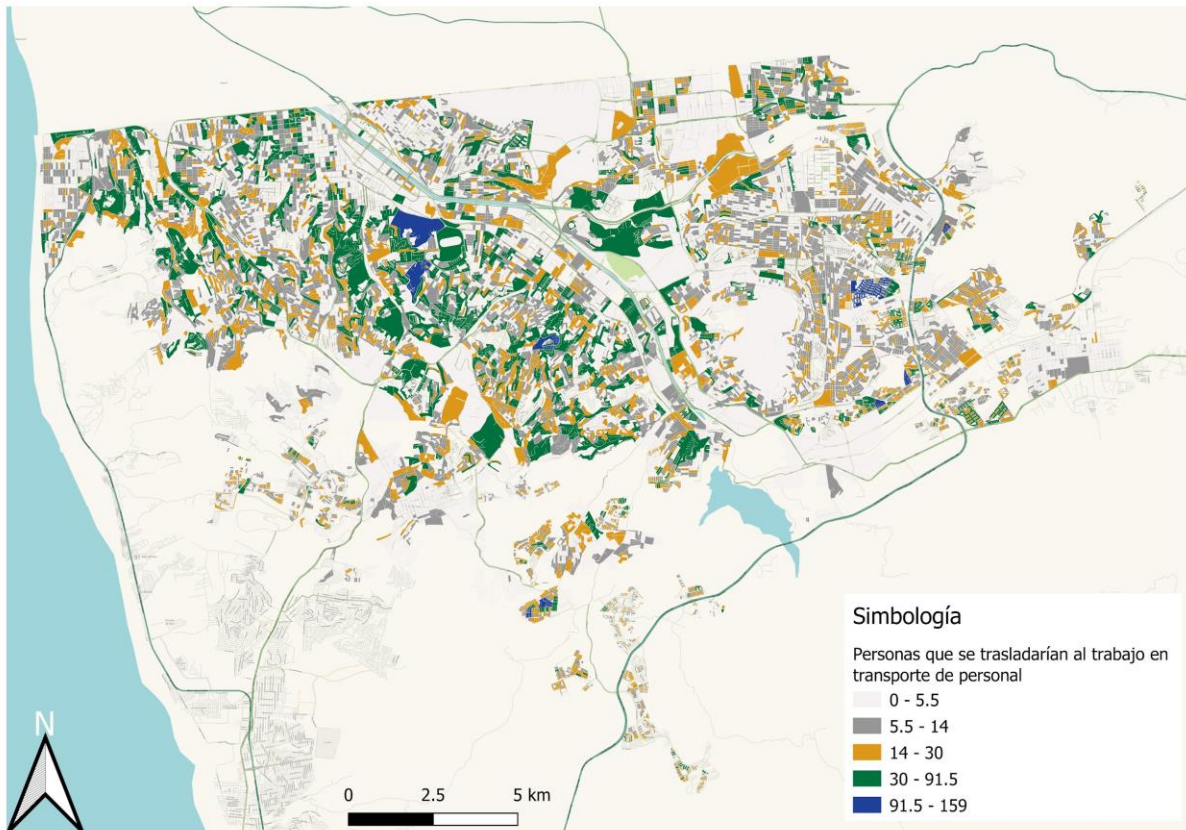 N
0 2.5 5 km
Simbología
Personas que se trasladarían al trabajo en
transporte de personal
0 - 5.5
5.5 - 14
14 - 30
30 - 91.5
91.5 - 159